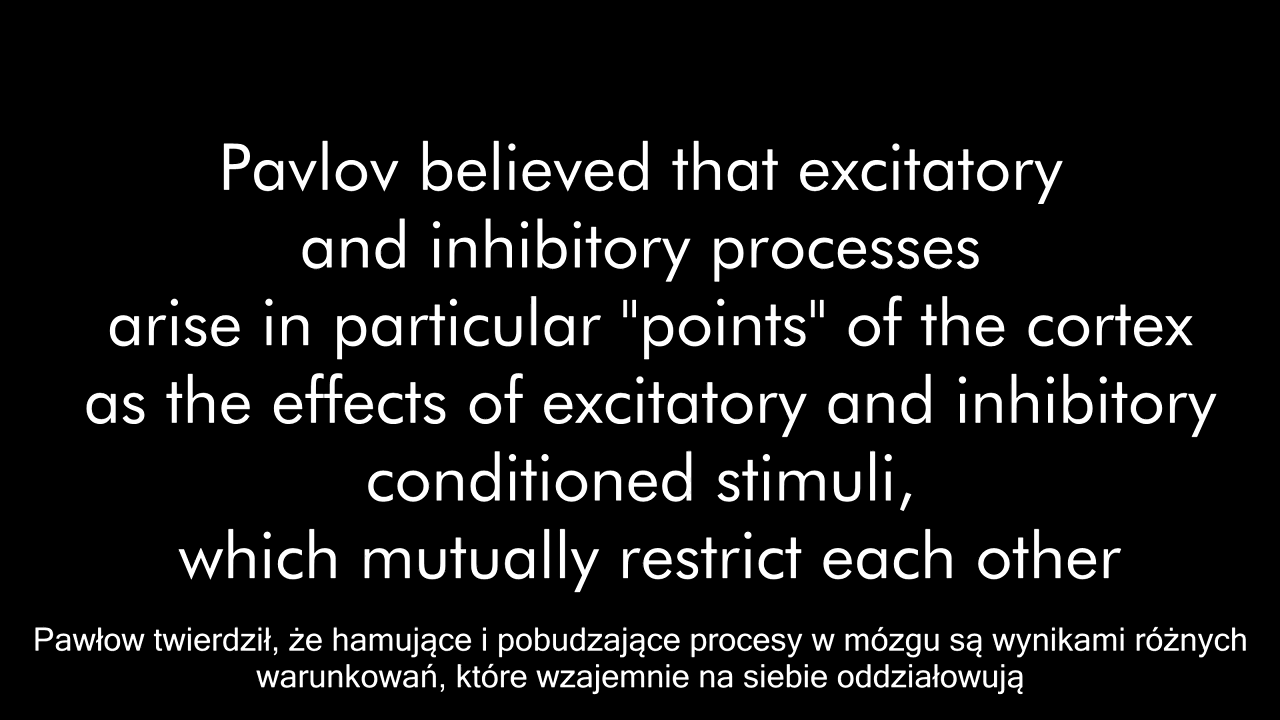 Pavlov believed that excitatory
and inhibitory processes
arise in particular "points" of the cortex
as the effects of excitatory and inhibitory
conditioned stimuli,
which mutually restrict each other
Pawłow twierdził, że hamujące i pobudzające procesy w mózgu są wynikami różnych
warunkowań, które wzajemnie na siebie oddziałowują